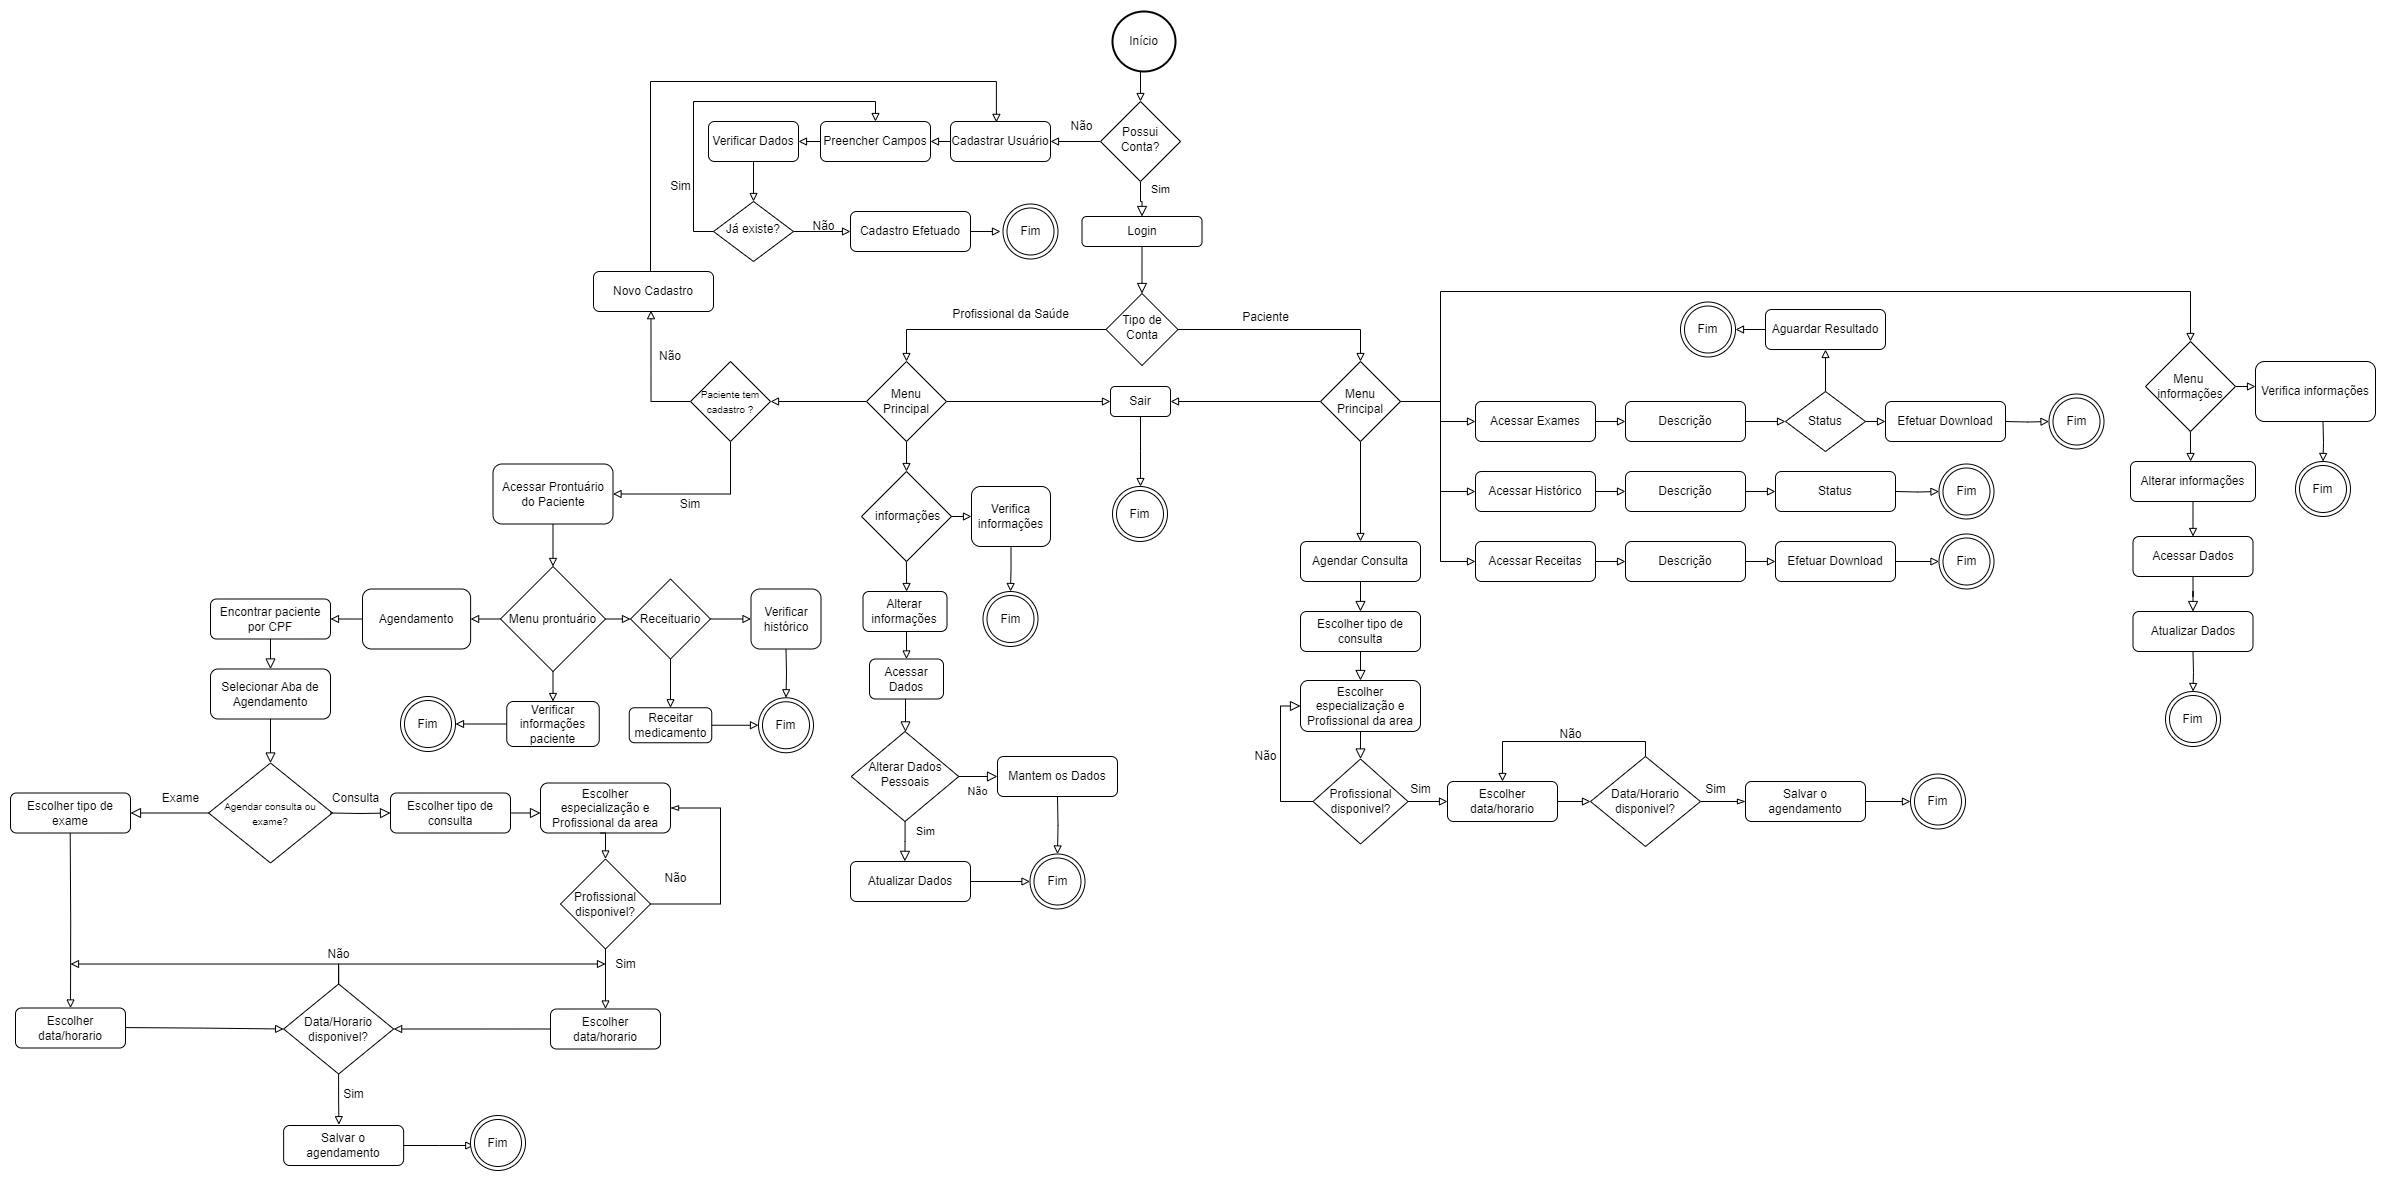 Início
Possui
Conta?
Não
Cadastrar Usuário
Preencher Campos
Verificar Dados
Sim
Sim
Já existe?
Não
Cadastro Efetuado
Fim
Login
Novo Cadastro
Não
Profissional da Saúde
Tipo de
Conta
Paciente
Paciente tem
cadastro ?
Menu
Principal
Sair
Menu
Principal
Fim
Aguardar Resultado
Acessar Exames
Descrição
Status
Efetuar Download
Fim
Menu
informações
Verifica informações
Acessar Histórico
Descrição
Status
Fim
Alterar informações
Fim
Acessar Receitas
Descrição
Efetuar Download
Fim
Acessar Dados
Atualizar Dados
Fim
Acessar Prontuário
do Paciente
Sim
informações
Verifica
informações
Fim
Fim
Alterar
informações
Acessar
Dados
Alterar Dados
Pessoais
Não
Mantem os Dados
Sim
Atualizar Dados
Fim
Agendar Consulta
Escolher tipo de
consulta
Escolher
especialização e
Profissional da area
Não
Profissional
disponivel?
Sim
Escolher
data/horario
Não
Data/Horario
disponivel?
Sim
Salvar o
agendamento
Fim
Encontrar paciente
por CPF
Agendamento
Menu prontuário
Receituario
Verificar
histórico
Selecionar Aba de
Agendamento
Fim
Verificar
informações
paciente
Receitar
medicamento
Fim
Escolher tipo de
exame
Exame
Agendar consulta ou
exame?
Consulta
Escolher tipo de
consulta
Escolher
especialização e
Profissional da area
Não
Profissional
disponivel?
Não
Sim
Escolher
data/horario
Data/Horario
disponivel?
Escolher
data/horario
Sim
Salvar o
agendamento
Fim